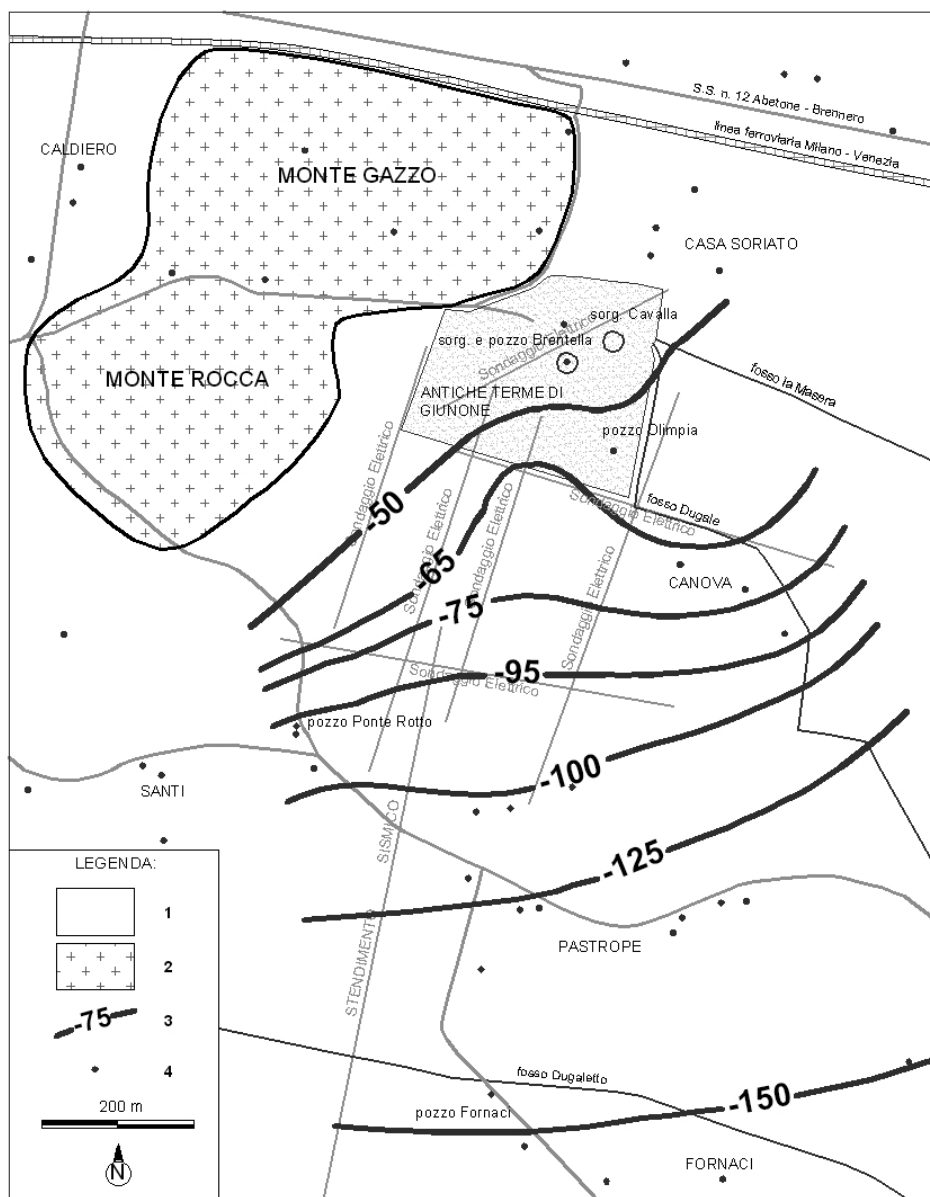 S.S. n. 12 Abetone - Brennero
linea ferroviaria Milano - Venezia
CALDIERO
MONTE GAZZO
CASA SORIATO
sorg. Cavalla
sorg. e pozzo Brentella
Sondaggio Elettrico
MONTE ROCCA
fosso la Masera
ANTICHE TERME DI
GIUNONE
pozzo Olimpia
Sondaggio Elettrico
fosso Dugale
Sondaggio Elettrico
-50
Sondaggio Elettrico
Sondaggio Elettrico
-65
CANOVA
-75
Sondaggio Elettrico
-95
Sondaggio Elettrico
pozzo Ponte Rotto
-100
SANTI
SISMICO
-125
LEGENDA:
1
PASTROPE
2
STENDIMENTO
-75
3
4
fosso Dugaletto
200 m
-150
pozzo Fornaci
N
FORNACI